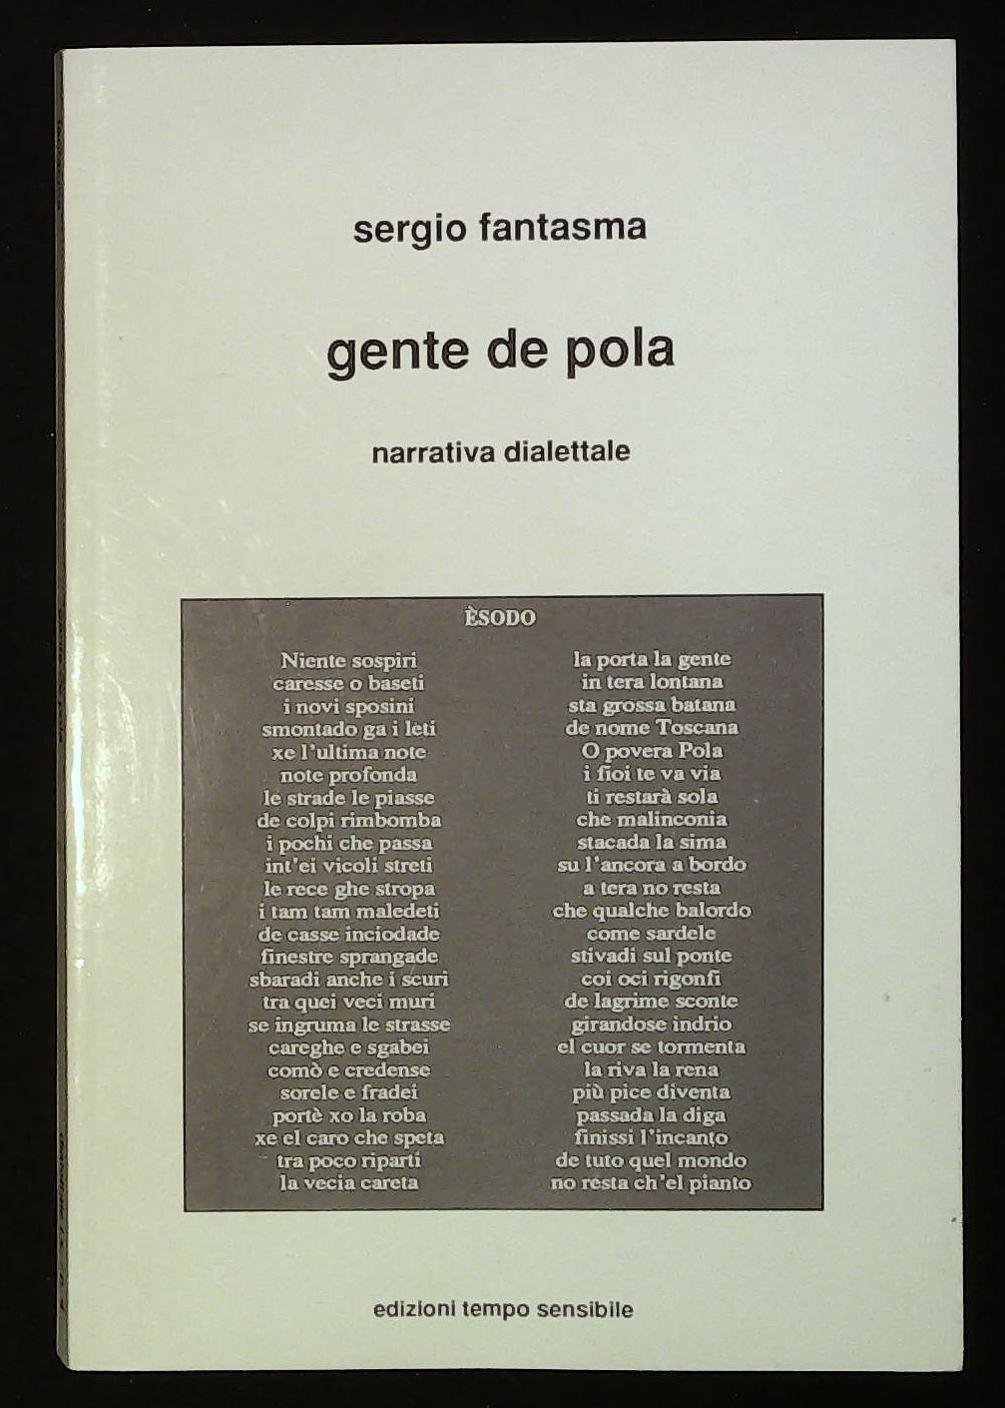 sergio fantasma
gente de pola
narrativa dialettale
ÈSODO
Niente sospiri
caresse o baseti
i novi sposini
smontado ga i leti
xe l'ultima note
note profonda
le strade le piasse
de colpi rimbomba
i pochi che passa
int'ei vicoli streti
le rece ghe stropa
i tam tam maledeti
de casse inciodade
finestre sprangade
sbaradi anche i scuri
tra quei veci muri
se ingruma le strasse
careghe e sgabei
comò e credense
sorele e fradei
portè xo la roba
xe el caro che speta
tra poco riparti
la vecia careta
la porta la gente
in tera lontana
sta grossa batana
de nome Toscana
O povera Pola
i fioi te va via
ti restarà sola
che malinconia
stacada la sima
su l'ancora a bordo
a tera no resta
che qualche balordo
come sardele
stivadi sul ponte
coi oci rigonfi
de lagrime sconte
girandose indrio
el cuor se tormenta
la riva la rena
più pice diventa
passada la diga
finissi l'incanto
de tuto quel mondo
no resta ch'el pianto
edizioni tempo sensibile